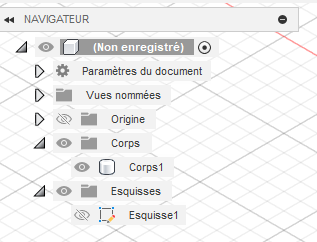 NAVIGATEUR
(Non enregistré)
Paramètres du document
Vues nommées
Origine
Corps
Corps1
Esquisses
Esquisse1